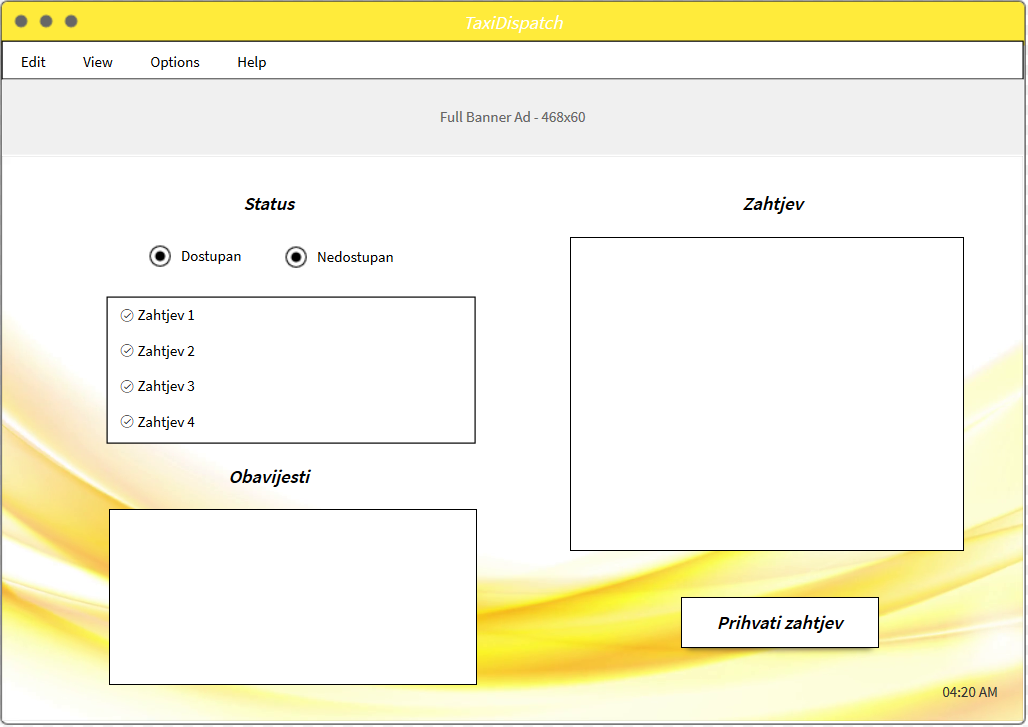 TaxiDispatch
Edit View Options Help
Full Banner Ad - 468x60
Status
Dostupan Nedostupan
Zahtjev 1
Zahtjev 2
Zahtjev 3
Zahtjev 4
Obavijesti
Zahtjev
Prihvati zahtjev
04:20 AM